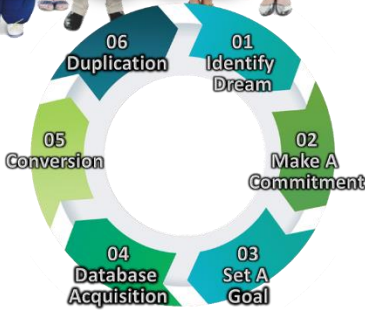 01
Identify
Dream
02
Make A
Commitment
03
Set A
Goal
04
Database
Acquisition
05
Conversion
06
Duplication